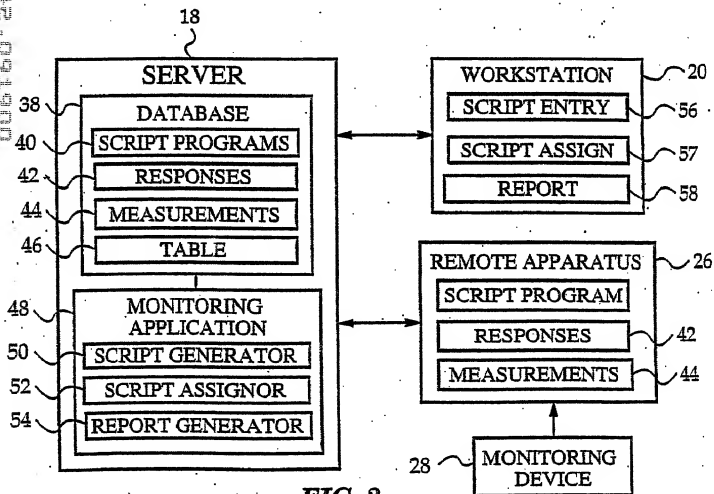 18
SERVER
38
DATABASE
40
SCRIPT PROGRAMS
42
RESPONSES
44
MEASUREMENTS
46
TABLE
48
MONITORING
APPLICATION
50
SCRIPT GENERATOR
52
SCRIPT ASSIGNOR
54
REPORT GENERATOR
WORKSTATION
20
SCRIPT ENTRY
56
SCRIPT ASSIGN
57
REPORT
58
REMOTE APPARATUS
26
SCRIPT PROGRAM
RESPONSES
42
MEASUREMENTS
44
28
MONITORING
DEVICE